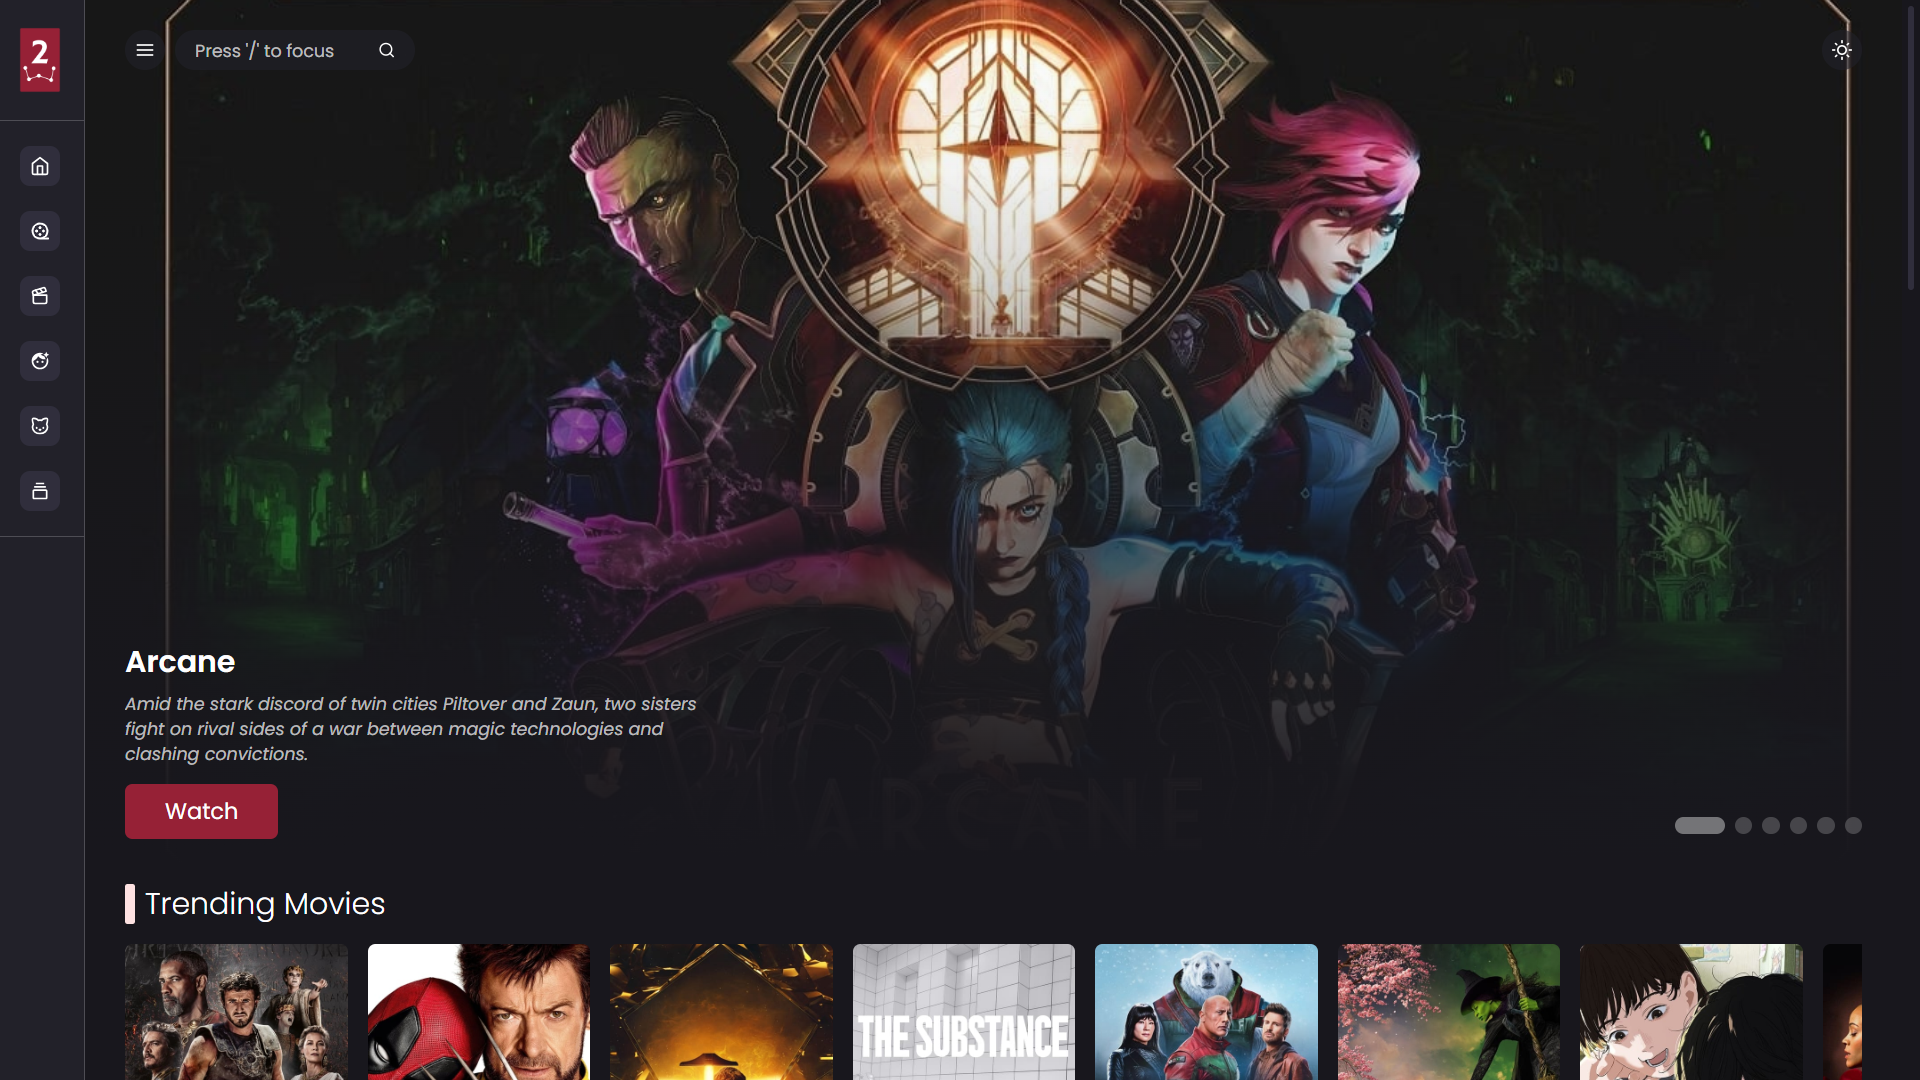 2
Press '/' to focus
Arcane
Amid the stark discord of twin cities Piltover and Zaun, two sisters
fight on rival sides of a war between magic technologies and
clashing convictions.
ARCANE
Watch
Trending Movies
THE SUBSTANCE